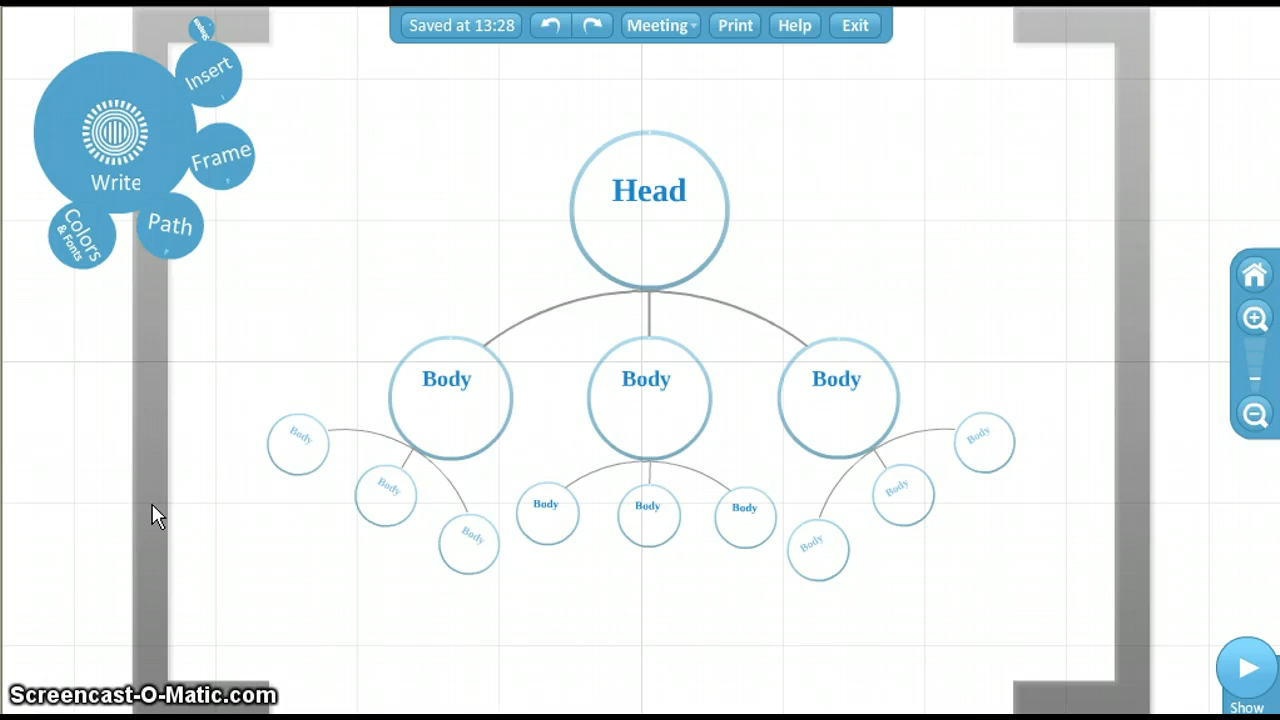 Saved at 13:28
Meeting
Print
Help
Exit
Insert
Frame
Write
Path
Colors
& Fonts
Head
Body
Body
Body
Body
Body
Body
Body
Body
Body
Body
Body
Body
Show
Screencast-O-Matic.com